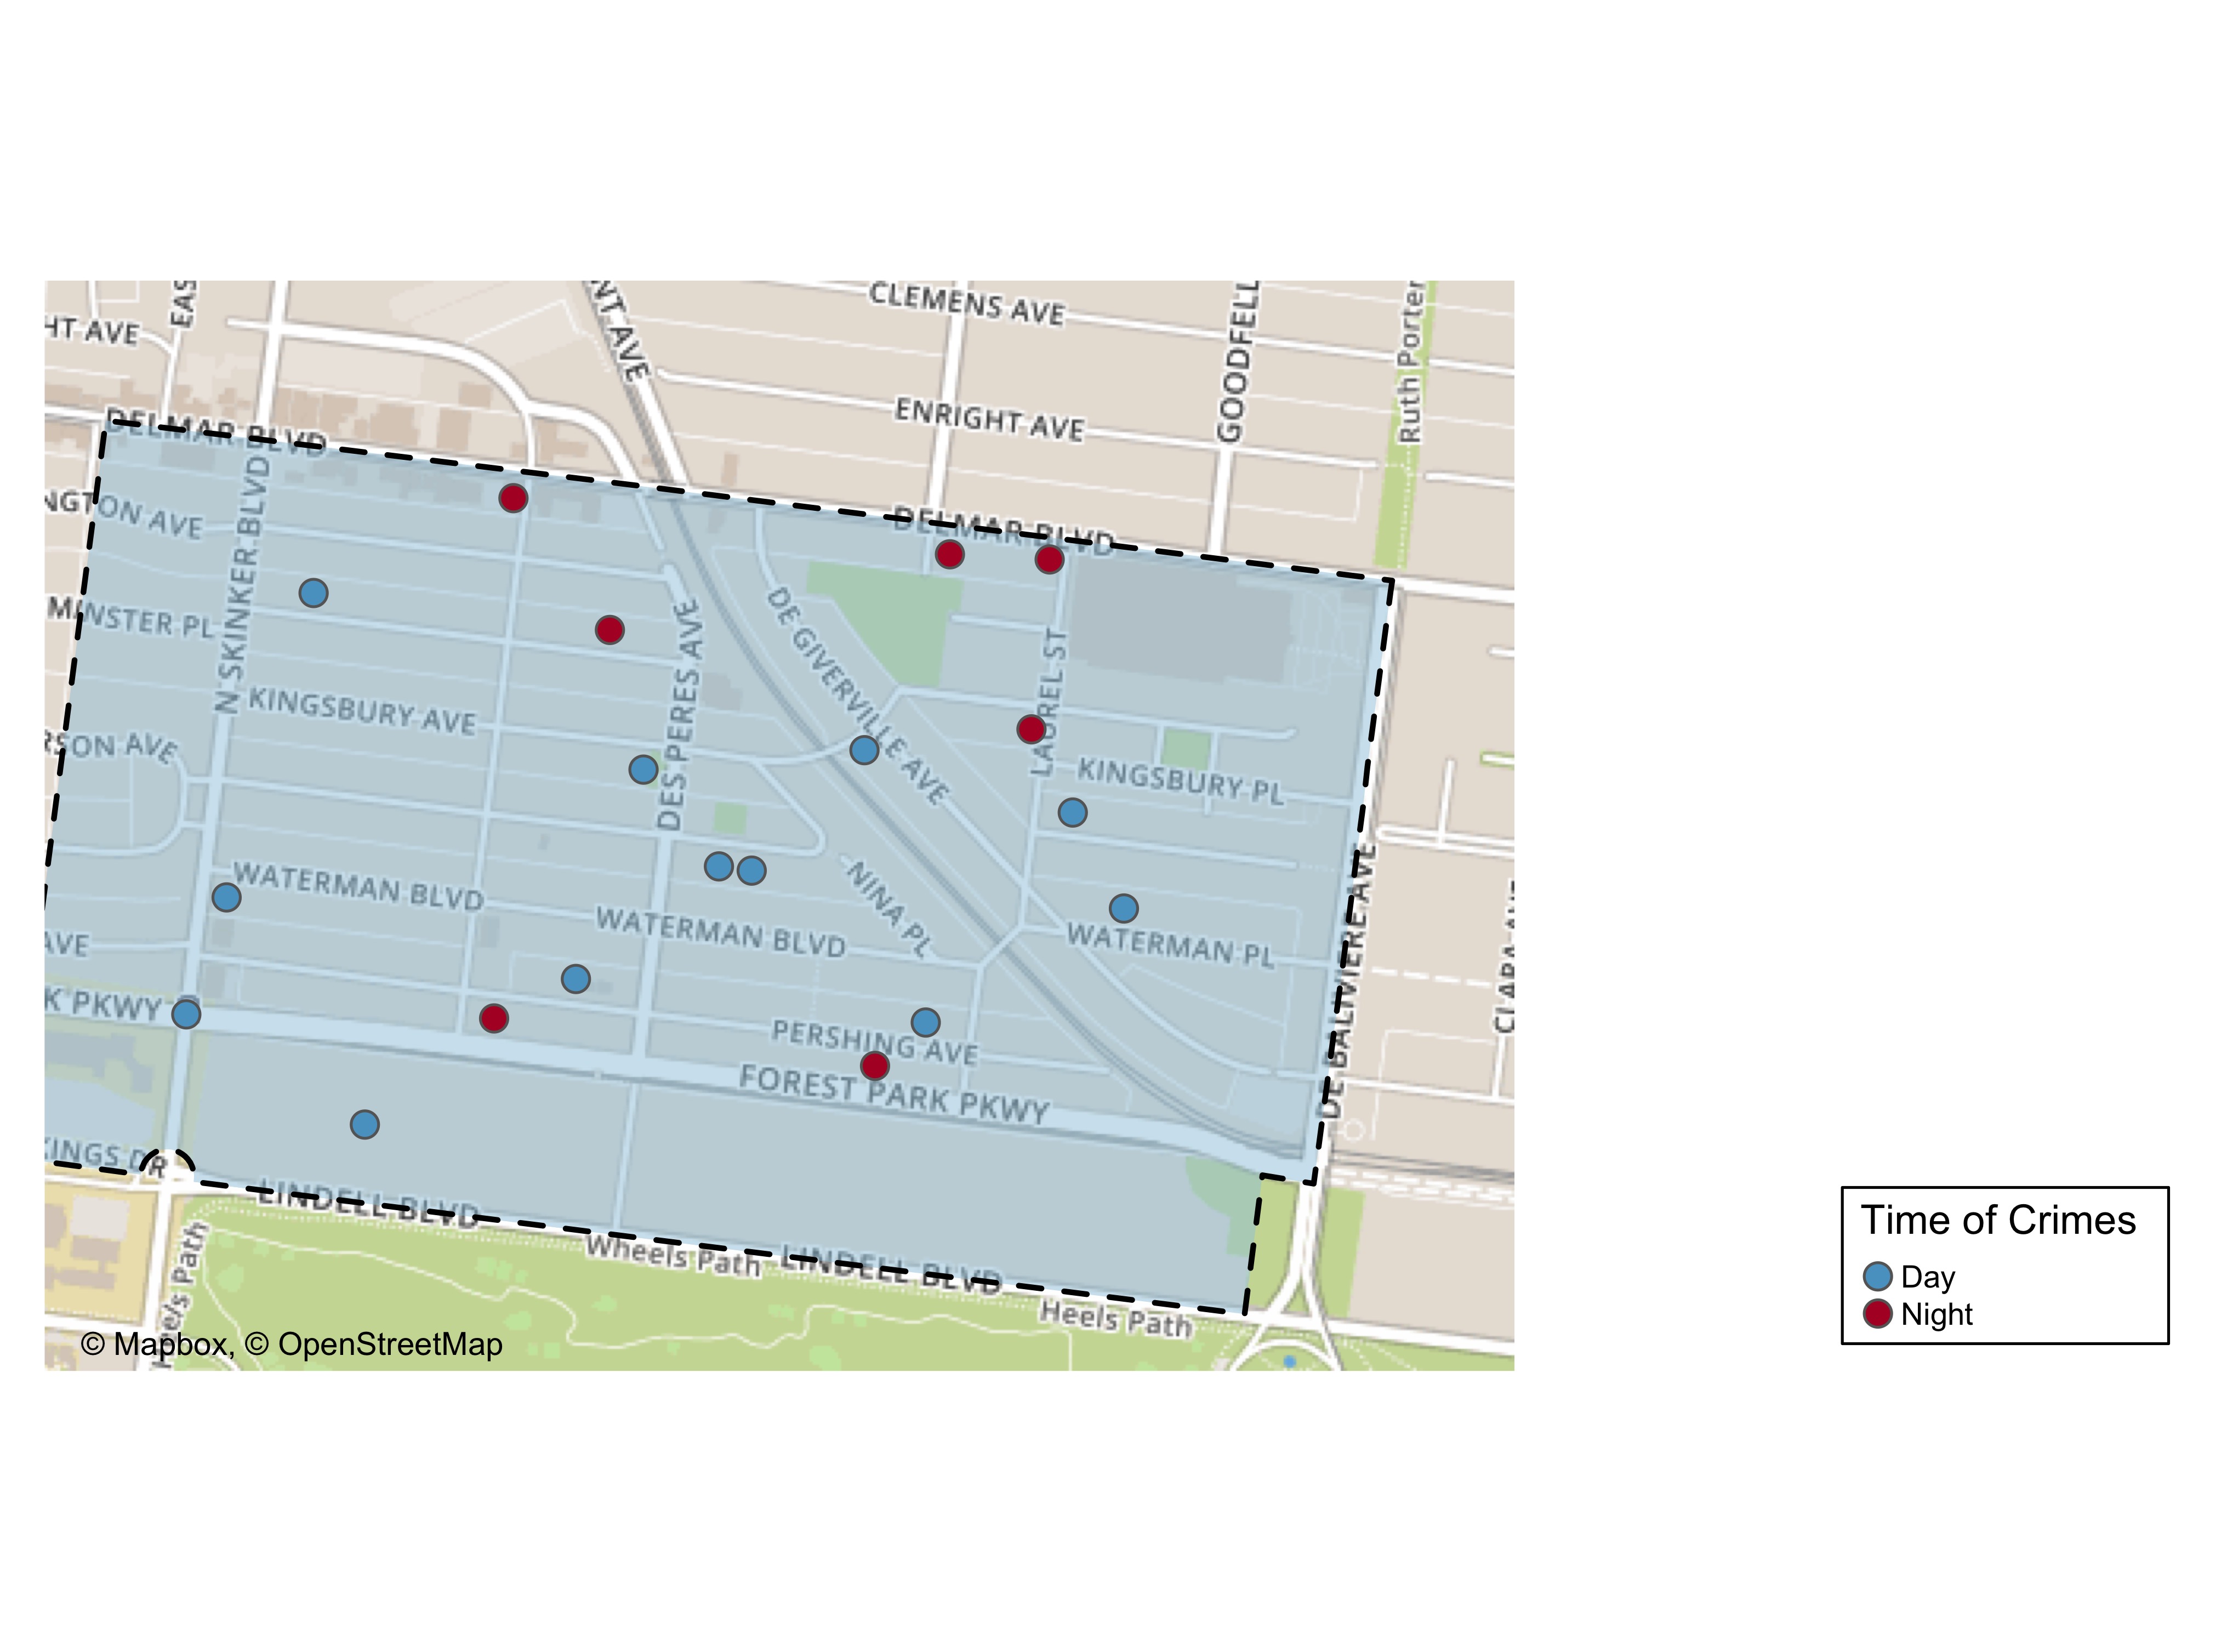 CLEMENS AVE
EAS
HT AVE
NT AVE
GOODFELL
Ruth Porter
ENRIGHT AVE
DELMAR BLVD
NGTON AVE
DELMAR BLVD
N SKINKER BLVD
MINSTER PL
DES PERES AVE
DE GIVERVILLE AVE
LAUREL ST
KINGSBURY AVE
RSON AVE
KINGSBURY PL
WATERMAN BLVD
WATERMAN BLVD
NINA PL
WATERMAN PL
DE BALIVIERE AVE
CLARA AVE
AVE
K PKWY
PERSHING AVE
FOREST PARK PKWY
KINGS DR
LINDELL BLVD
Wheels Path
LINDELL BLVD
Heels Path
Heels Path
© Mapbox, © OpenStreetMap
Time of Crimes
Day
Night